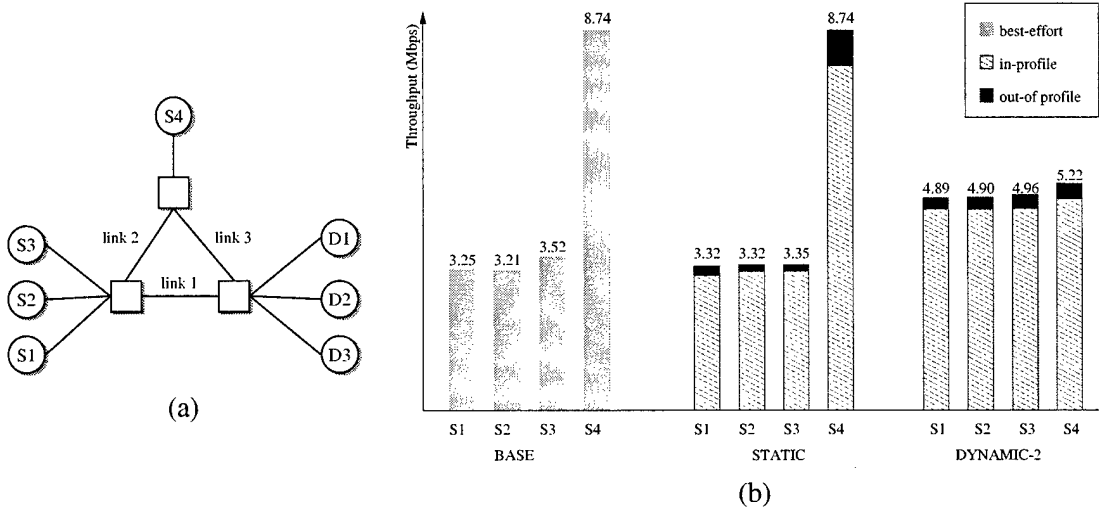 S4
link 2
link 3
S3
D1
link 1
S2
D2
S1
D3
(a)
Throughput (Mbps)
8.74
8.74
best-effort
in-profile
out-of profile
3.25
3.21
3.52
3.32
3.32
3.35
4.89
4.90
4.96
5.22
S1 S2 S3 S4
S1 S2 S3 S4
S1 S2 S3 S4
BASE
STATIC
DYNAMIC-2
(b)